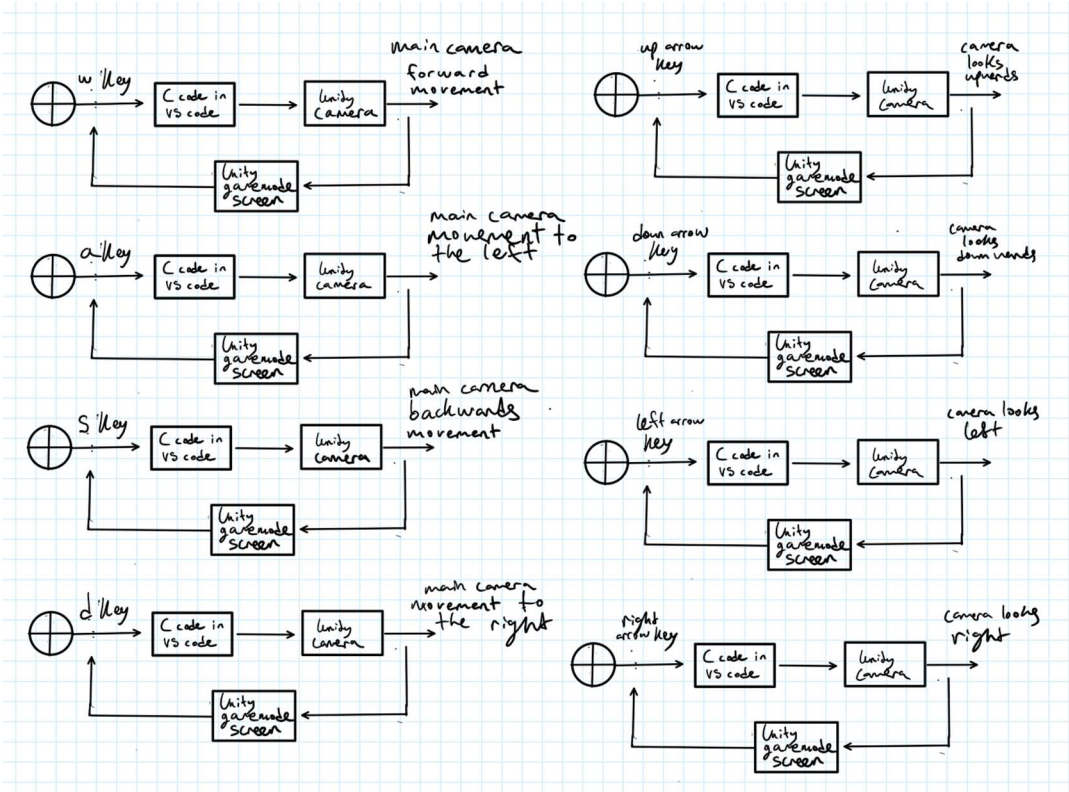 w Key
C code in
vs code
Unity
camera
main camera
forward
movement
Unity
gamemode
screen
a Key
C code in
vs code
Unity
camera
main camera
movement to
the left
Unity
gamemode
screen
s Key
C code in
vs code
Unity
camera
main camera
backwards
movement
Unity
gamemode
screen
d Key
C code in
vs code
Unity
camera
main camera
movement to
the right
Unity
gamemode
screen
up arrow
key
C code in
vs code
Unity
camera
camera
looks
upwards
Unity
gamemode
screen
down arrow
key
C code in
vs code
Unity
camera
camera
looks
downwards
Unity
gamemode
screen
left arrow
key
C code in
vs code
Unity
camera
camera looks
left
Unity
gamemode
screen
right
arrow key
C code in
vs code
Unity
camera
camera looks
right
Unity
gamemode
screen